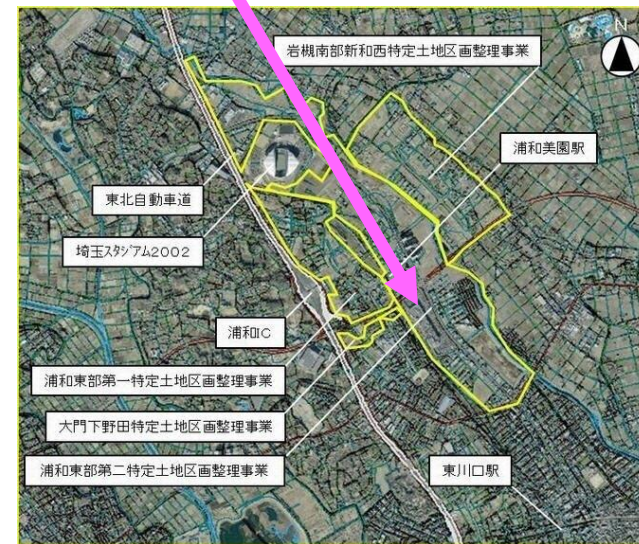 N
岩槻南部新和西特定土地区画整理事業
浦和美園駅
東北自動車道
埼玉スタジアム2002
浦和IC
浦和東部第一特定土地区画整理事業
大門下野田特定土地区画整理事業
浦和東部第二特定土地区画整理事業
東川口駅